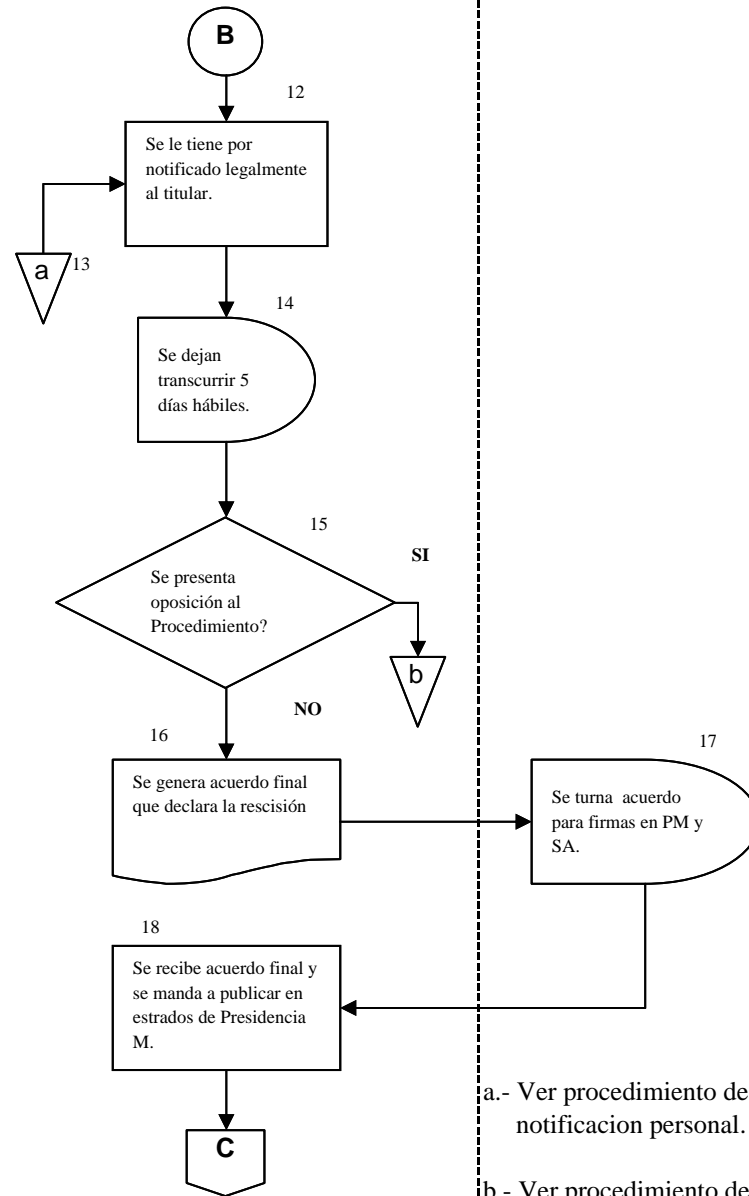 B
12
Se le tiene por
notificado legalmente
al titular.
a
13
14
Se dejan
transcurrir 5
días hábiles.
15
SI
Se presenta
oposición al
Procedimiento?
b
NO
16
Se genera acuerdo final
que declara la rescisión
17
Se turna acuerdo
para firmas en PM y
SA.
18
Se recibe acuerdo final y
se manda a publicar en
estrados de Presidencia
M.
a.- Ver procedimiento de
notificacion personal.
C
b.- Ver procedimiento de